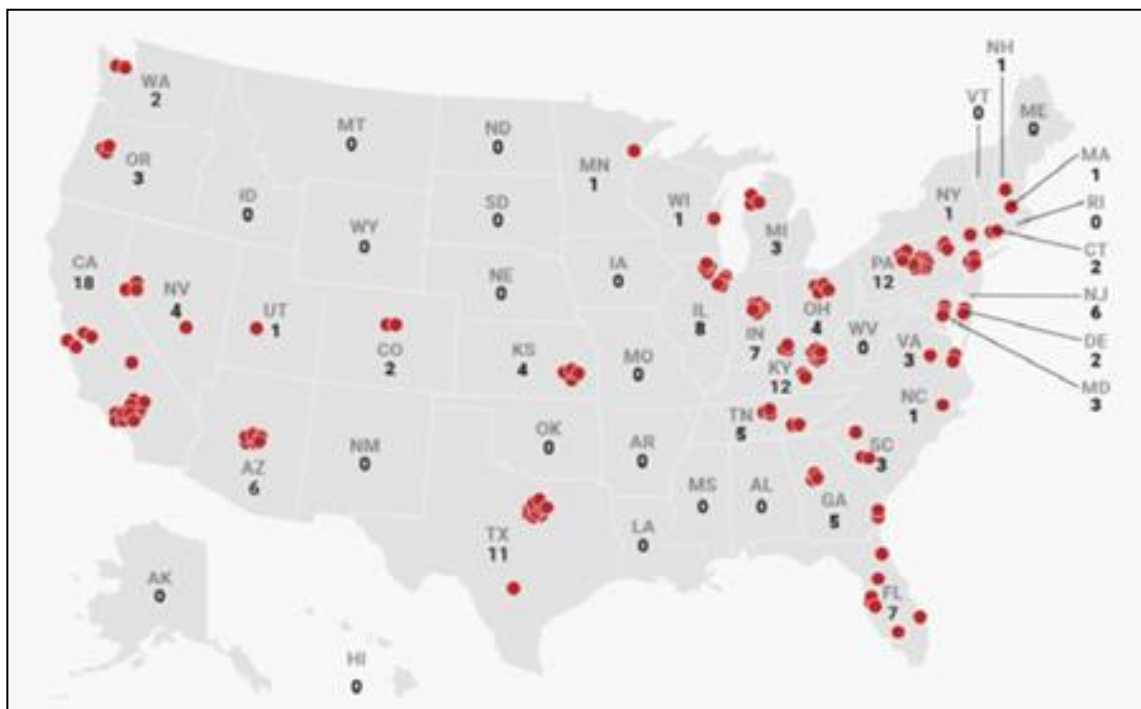 NH
1
VT
0
ME
0
WA
2
MT
0
ND
0
MN
1
OR
3
ID
0
SD
0
WI
1
MI
3
NY
1
MA
1
RI
0
WY
0
CA
18
NV
4
UT
1
NE
0
IA
0
PA
12
CT
2
NJ
6
IL
8
IN
7
OH
4
WV
0
VA
3
DE
2
CO
2
KS
4
MO
0
KY
12
MD
3
NC
1
TN
5
OK
0
AR
0
SC
3
AZ
6
NM
0
MS
0
AL
0
GA
5
TX
11
LA
0
AK
0
FL
7
HI
0